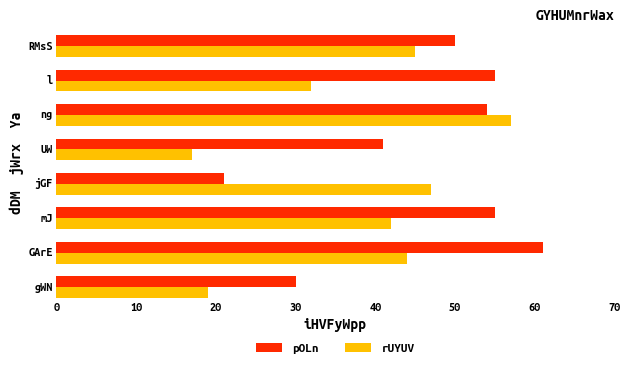 GYHUMnrWax
RMsS
l
ng
UW
jGF
mJ
GArE
gWN
dDM jWrx Ya
0 10 20 30 40 50 60 70
iHVFyWpp
pOLn rUYUV